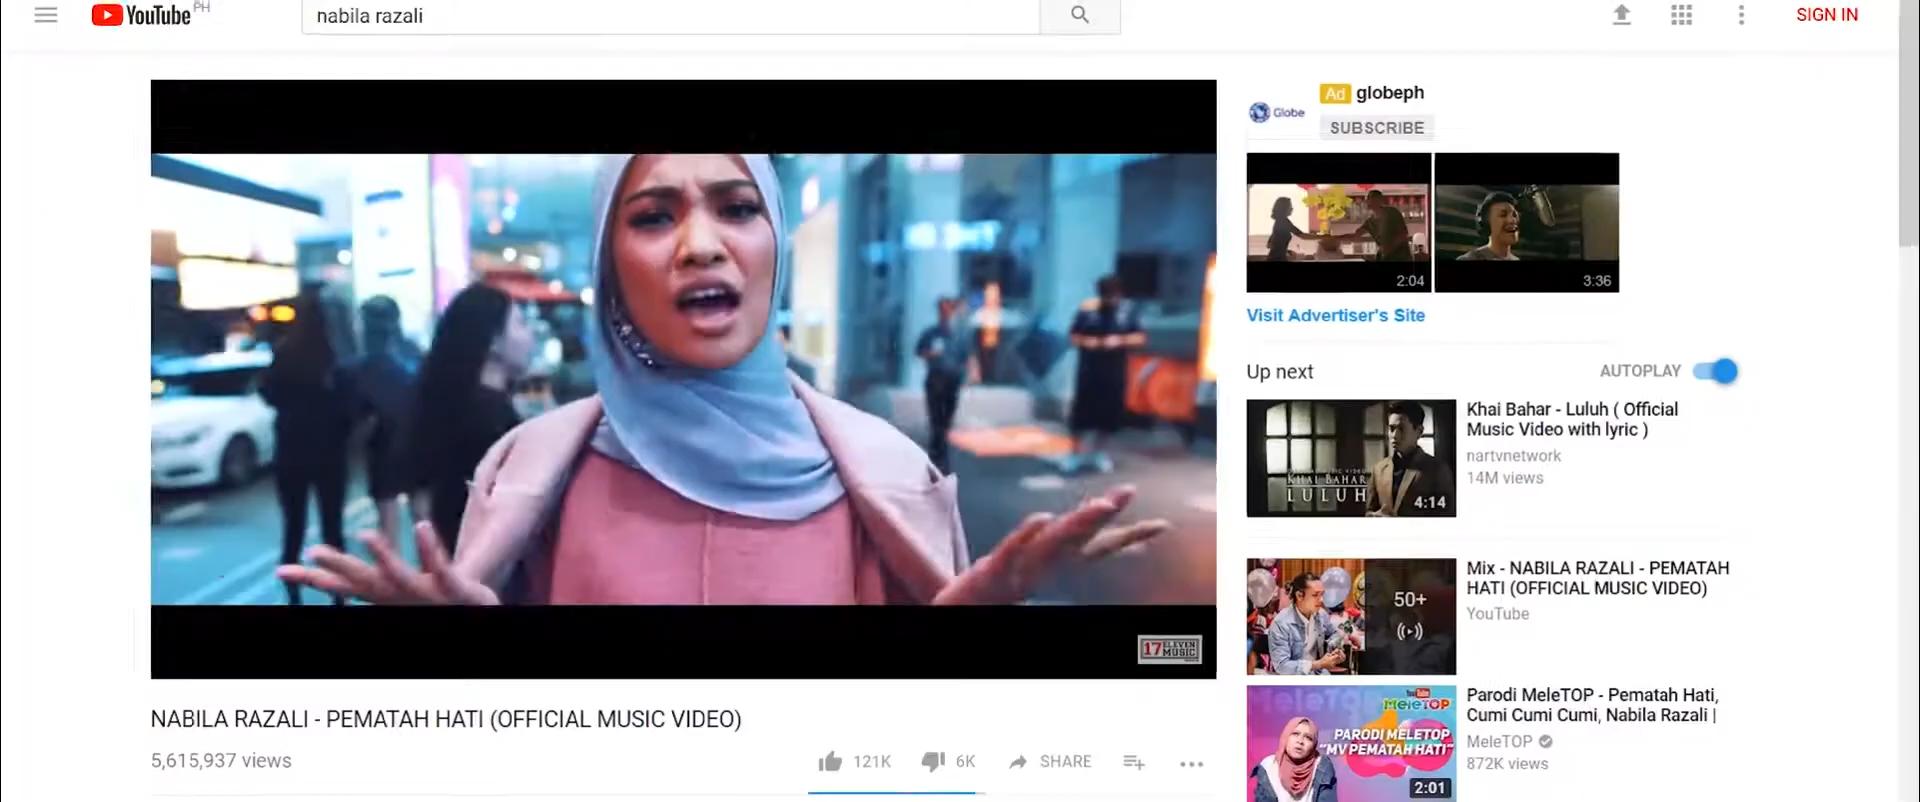 YouTube PH
nabila razali
SIGN IN
Ad globeph
Globe
SUBSCRIBE
2:04
3:36
Visit Advertiser's Site
Up next
AUTOPLAY
Khai Bahar - Luluh ( Official
Music Video with lyric )
nartvnetwork
14M views
KHAI BAHAR
LULUH
4:14
Mix - NABILA RAZALI - PEMATAH
HATI (OFFICIAL MUSIC VIDEO)
YouTube
50+
17 ELEVEN
MUSIC
Parodi MeleTOP - Pematah Hati,
Cumi Cumi Cumi, Nabila Razali |
MeleTOP
872K views
MeleTOP
PARODI MELETOP
"MV PEMATAH HATI"
2:01
NABILA RAZALI - PEMATAH HATI (OFFICIAL MUSIC VIDEO)
5,615,937 views
121K
6K
SHARE